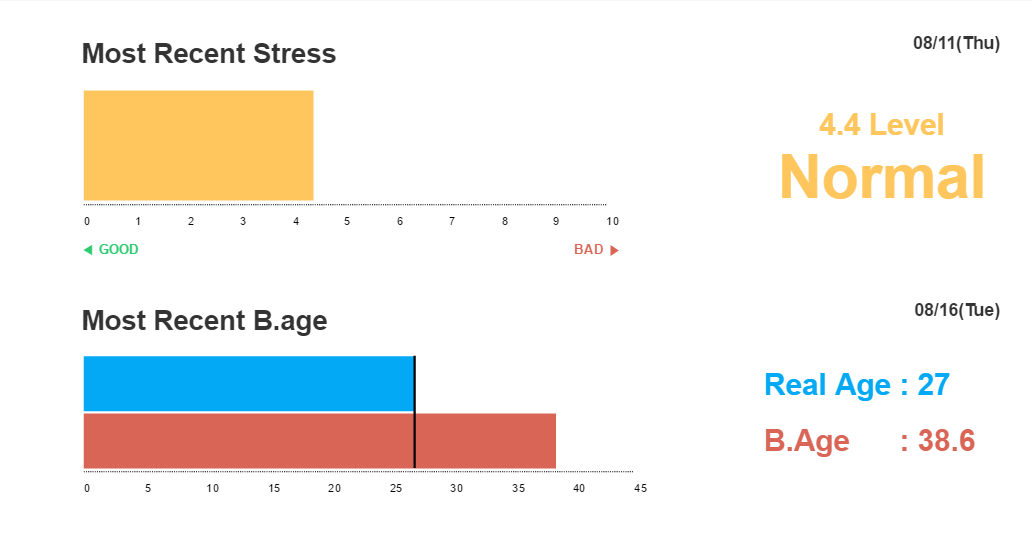 Most Recent Stress
08/11(Thu)
4.4 Level
Normal
0 1 2 3 4 5 6 7 8 9 10
GOOD
BAD
Most Recent B.age
08/16(Tue)
Real Age : 27
B.Age : 38.6
0 5 10 15 20 25 30 35 40 45